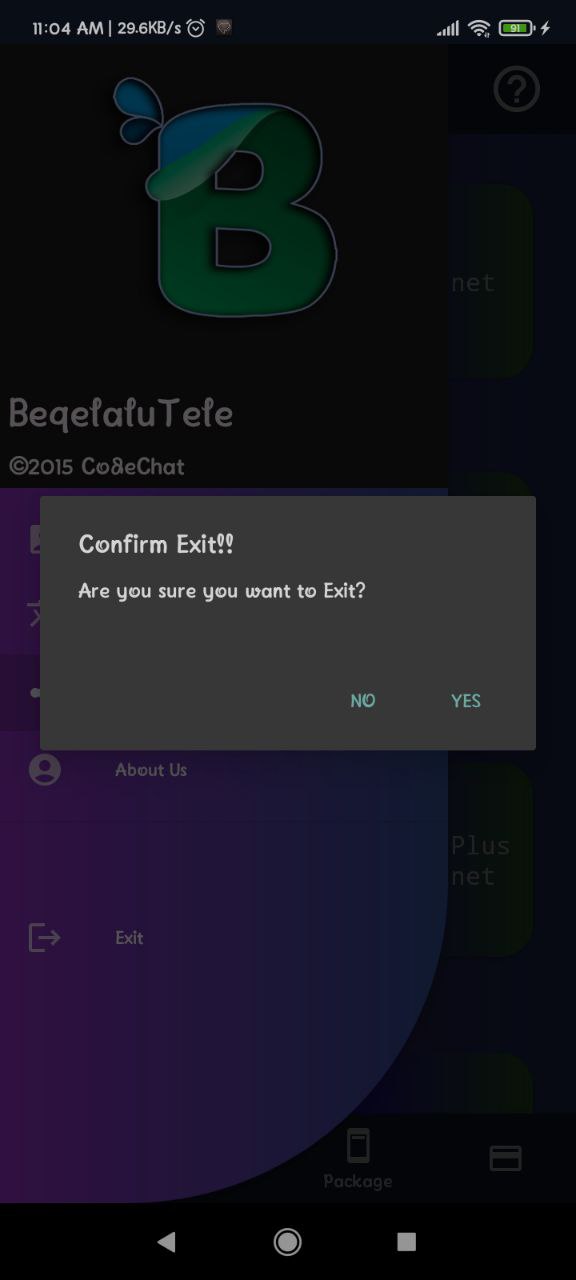 11:04 AM | 29.6KB/s
91
B
net
BeqelaluTele
©2015 CodeChat
Confirm Exit!!
Are you sure you want to Exit?
NO
YES
About Us
Plus
net
Exit
Package